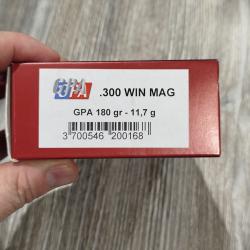 GPA .300 WIN MAG
GPA 180 gr - 11,7 g
3 700546 200168